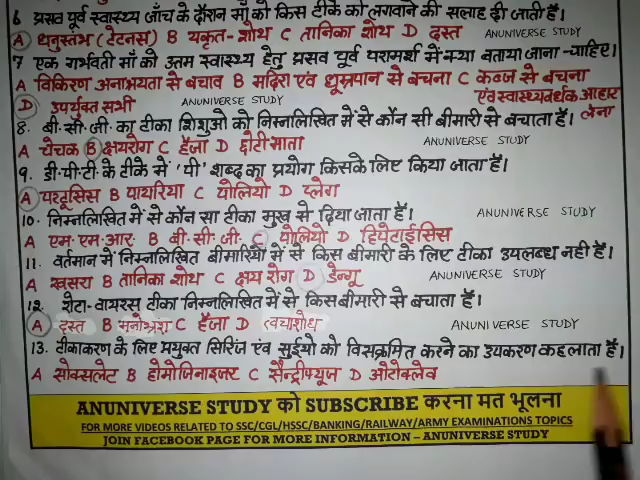 6 प्रसव पूर्व स्वास्थ्य जाँच के दौरान माँ को किस टीके को लगवाने की सलाह दी जाती है।
A धनुस्तंभ (टेटनस) B यकृत-शोथ C तानिका शोथ D दस्त ANUNIVERSE STUDY
7 एक गर्भवती माँ को उत्तम स्वास्थ्य हेतु प्रसव पूर्व परामर्श में क्या बताया जाना चाहिए।
A विकिरण अनाभ्रयता से बचाव B मदिरा एवं धूम्रपान से बचना C कब्ज से बचना
एवं स्वास्थ्यवर्धक आहार लेना
D उपर्युक्त सभी ANUNIVERSE STUDY
8. बी.सी.जी. का टीका शिशुओ को निम्नलिखित में से कौन सी बीमारी से बचाता है।
A चेचक B क्षयरोग C हैजा D छोटी माता ANUNIVERSE STUDY
9. डी.पी.टी. के टीके में 'पी' शब्द का प्रयोग किसके लिए किया जाता है।
A परटूसिस B पायरिया C पोलियो D प्लेग
10. निम्नलिखित में से कौन सा टीका मुख से दिया जाता है। ANUNIVERSE STUDY
A एम.एम.आर. B बी.सी.जी. C पोलियो D हिपेटाईसिस
11. वर्तमान में निम्नलिखित बीमारियों में से किस बीमारी के लिए टीका उपलब्ध नही है।
A खसरा B तानिका शोथ C क्षय रोग D डेन्गू ANUNIVERSE STUDY
12. रोटा-वायरस टीका निम्नलिखित में से किस बीमारी से बचाता है।
A दस्त B मनोभ्रंश C हैजा D त्वचाशोथ ANUNIVERSE STUDY
13. टीकाकरण के लिए प्रयुक्त सिरिंज एंव सुईयो को विसक्रमित करने का उपकरण कहलाता है।
A सोक्सलेट B होमोजिनाइजर C सैन्ट्रीफ्यूज D ओटोक्लेव
ANUNIVERSE STUDY को SUBSCRIBE करना मत भूलना
FOR MORE VIDEOS RELATED TO SSC/CGL/HSSC/BANKING/RAILWAY/ARMY EXAMINATIONS TOPICS
JOIN FACEBOOK PAGE FOR MORE INFORMATION – ANUNIVERSE STUDY